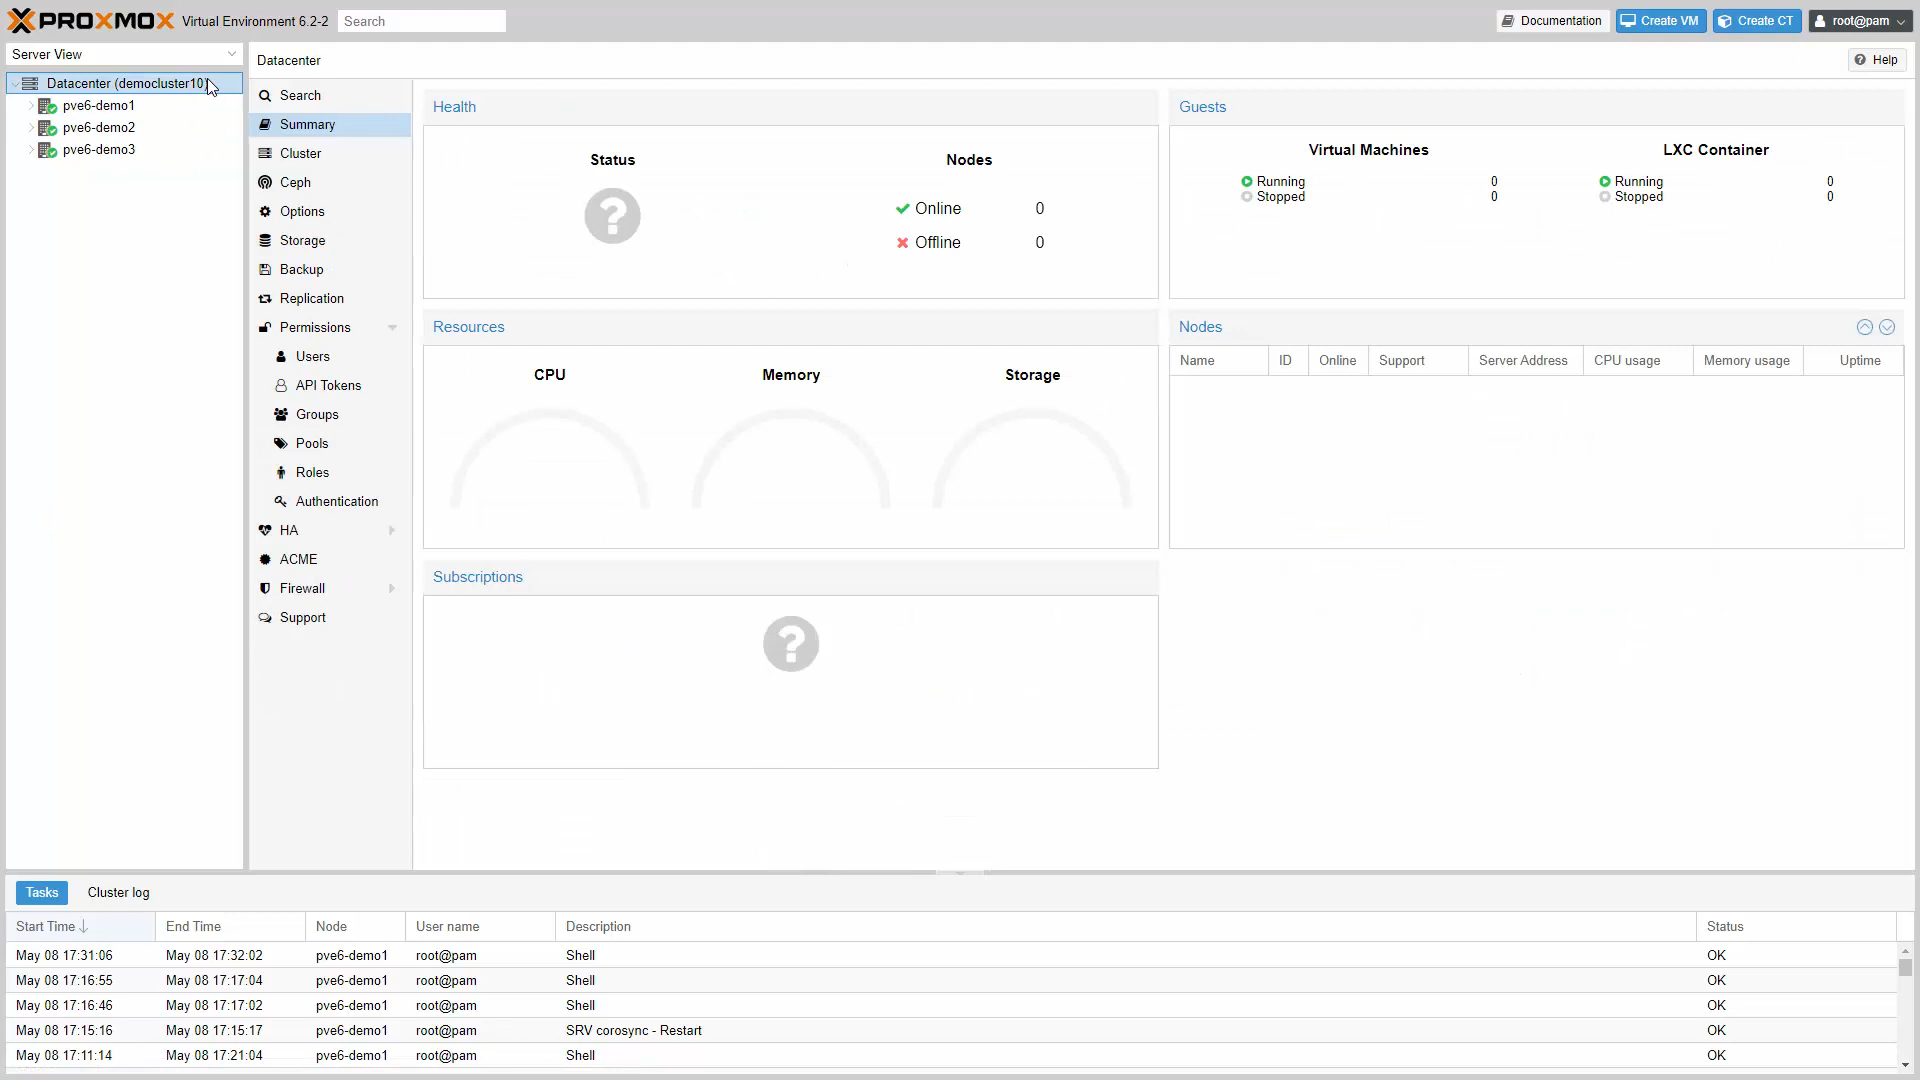 PROXMOX Virtual Environment 6.2-2 Search Documentation Create VM Create CT root@pam
Server View
Datacenter (democluster10)
pve6-demo1
pve6-demo2
pve6-demo3
Datacenter Help
Search
Summary
Cluster
Ceph
Options
Storage
Backup
Replication
Permissions
Users
API Tokens
Groups
Pools
Roles
Authentication
HA
ACME
Firewall
Support
Health
Status Nodes
Online 0
Offline 0
Guests
Virtual Machines LXC Container
Running 0 Running 0
Stopped 0 Stopped 0
Resources
CPU Memory Storage
Nodes
Name ID Online Support Server Address CPU usage Memory usage Uptime
Subscriptions
Tasks Cluster log
Start Time End Time Node User name Description Status
May 08 17:31:06 May 08 17:32:02 pve6-demo1 root@pam Shell OK
May 08 17:16:55 May 08 17:17:04 pve6-demo1 root@pam Shell OK
May 08 17:16:46 May 08 17:17:02 pve6-demo1 root@pam Shell OK
May 08 17:15:16 May 08 17:15:17 pve6-demo1 root@pam SRV corosync - Restart OK
May 08 17:11:14 May 08 17:21:04 pve6-demo1 root@pam Shell OK